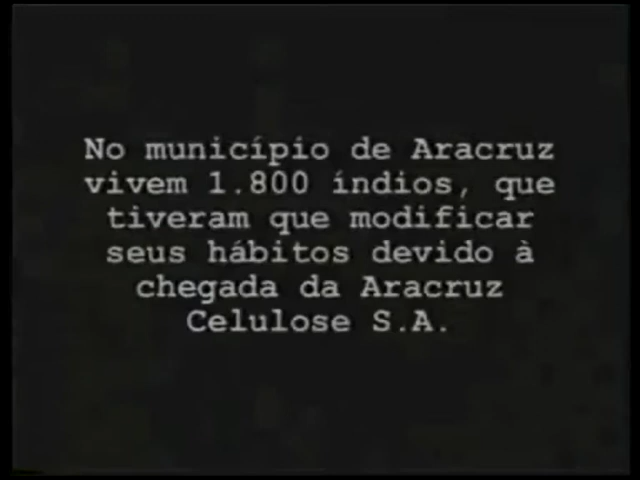 No município de Aracruz
vivem 1.800 índios, que
tiveram que modificar
seus hábitos devido à
chegada da Aracruz
Celulose S.A.